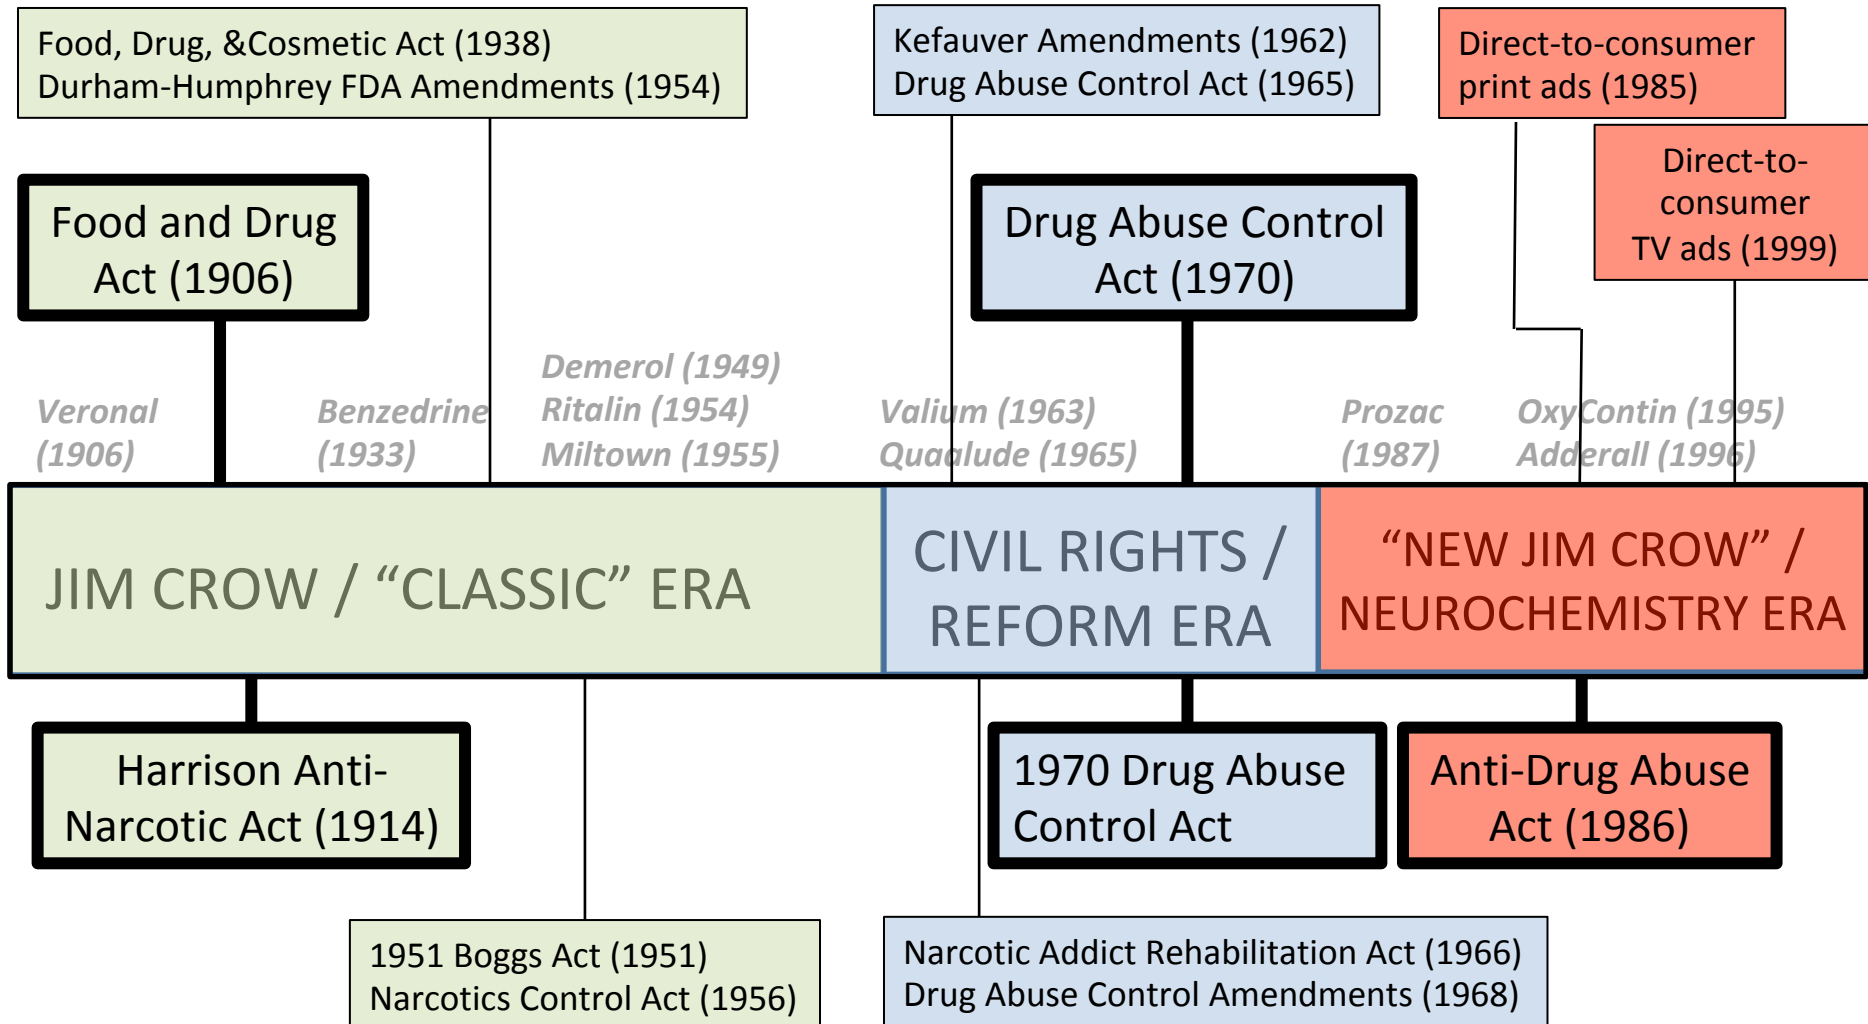 Food, Drug, &Cosmetic Act (1938)
Durham-Humphrey FDA Amendments (1954)
Kefauver Amendments (1962)
Drug Abuse Control Act (1965)
Direct-to-consumer
print ads (1985)
Direct-to-
consumer
TV ads (1999)
Food and Drug
Act (1906)
Drug Abuse Control
Act (1970)
Veronal
(1906)
Benzedrine
(1933)
Demerol (1949)
Ritalin (1954)
Miltown (1955)
Valium (1963)
Quaalude (1965)
Prozac
(1987)
OxyContin (1995)
Adderall (1996)
JIM CROW / “CLASSIC” ERA
CIVIL RIGHTS /
REFORM ERA
“NEW JIM CROW” /
NEUROCHEMISTRY ERA
Harrison Anti-
Narcotic Act (1914)
1970 Drug Abuse
Control Act
Anti-Drug Abuse
Act (1986)
1951 Boggs Act (1951)
Narcotics Control Act (1956)
Narcotic Addict Rehabilitation Act (1966)
Drug Abuse Control Amendments (1968)